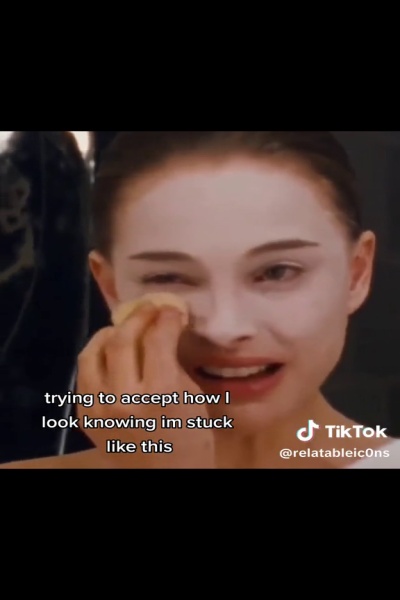 trying to accept how I
look knowing im stuck
like this
TikTok
@relatableic0ns